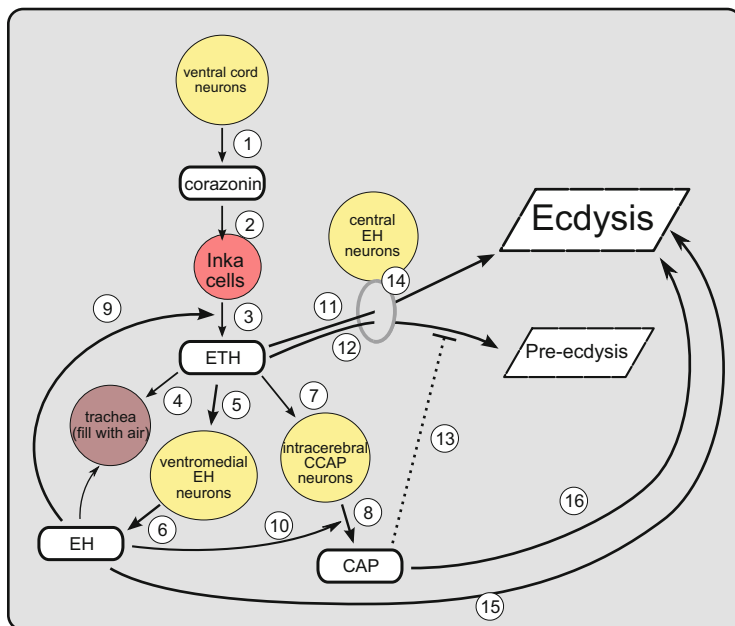 ventral cord
neurons
1
corazonin
2
Inka
cells
3
central
EH
neurons
14
Ecdysis
9
11
12
ETH
Pre-ecdysis
4
5
7
trachea
(fill with air)
13
intracerebral
CCAP
neurons
ventromedial
EH
neurons
6
8
10
16
EH
CAP
15